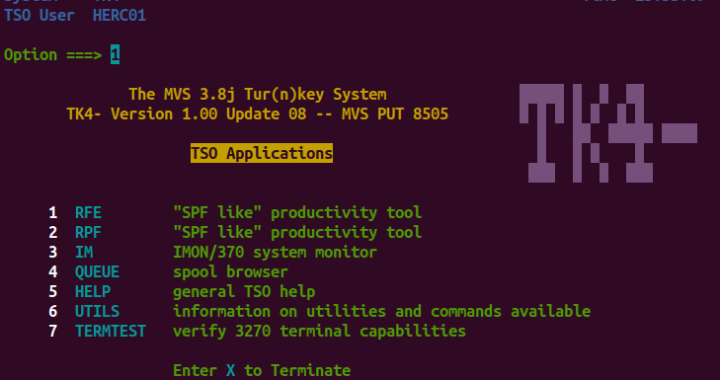 TSO User  HERC01
Option ===> 1
The MVS 3.8j Tur(n)key System
TK4- Version 1.00 Update 08 -- MVS PUT 8505
TK4-
TSO Applications
1 RFE "SPF like" productivity tool
2 RPF "SPF like" productivity tool
3 IM IMON/370 system monitor
4 QUEUE spool browser
5 HELP general TSO help
6 UTILS information on utilities and commands available
7 TERMTEST verify 3270 terminal capabilities
Enter X to Terminate